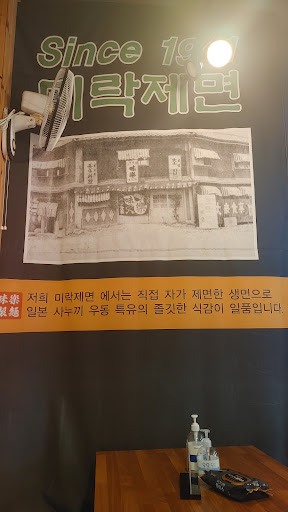 Since 19
미락제면
味樂
製麺
저희 미락제면 에서는 직접 자가 제면한 생면으로
일본 사누끼 우동 특유의 졸깃한 식감이 일품입니다.